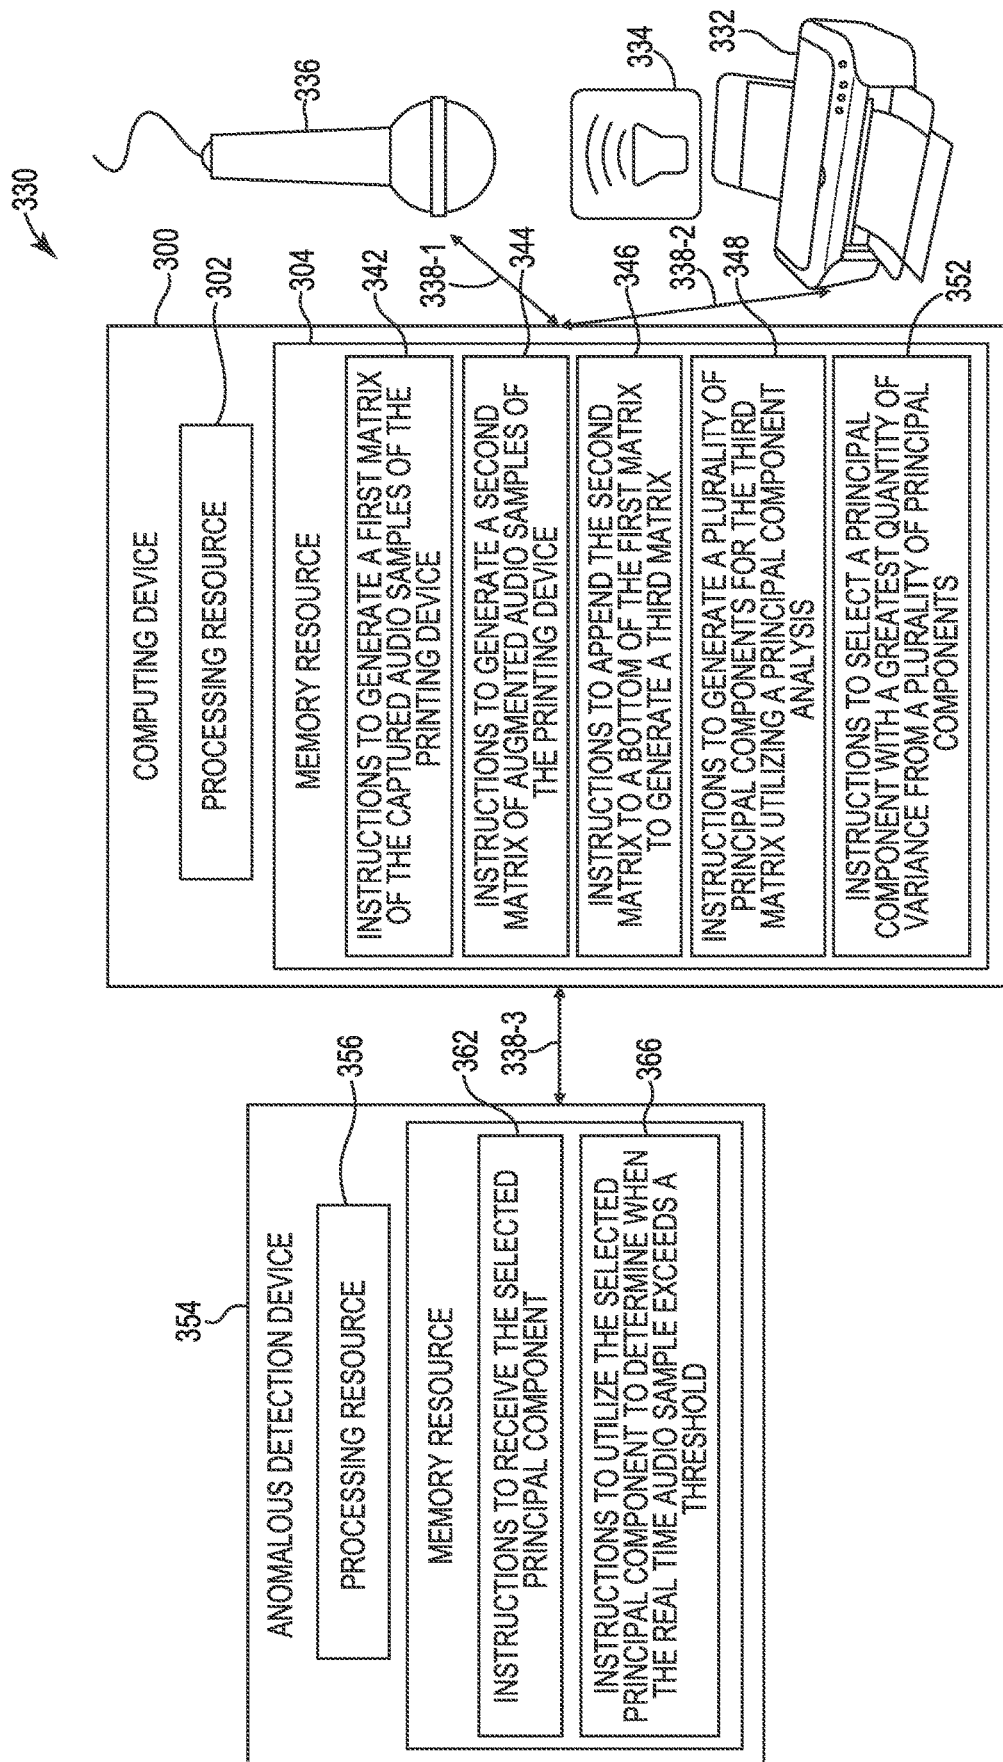 330
354
ANOMALOUS DETECTION DEVICE
356
PROCESSING RESOURCE
MEMORY RESOURCE
362
INSTRUCTIONS TO RECEIVE THE SELECTED
PRINCIPAL COMPONENT
366
INSTRUCTIONS TO UTILIZE THE SELECTED
PRINCIPAL COMPONENT TO DETERMINE WHEN
THE REAL TIME AUDIO SAMPLE EXCEEDS A
THRESHOLD
338-3
300
COMPUTING DEVICE
302
PROCESSING RESOURCE
304
MEMORY RESOURCE
342
INSTRUCTIONS TO GENERATE A FIRST MATRIX
OF THE CAPTURED AUDIO SAMPLES OF THE
PRINTING DEVICE
344
INSTRUCTIONS TO GENERATE A SECOND
MATRIX OF AUGMENTED AUDIO SAMPLES OF
THE PRINTING DEVICE
346
INSTRUCTIONS TO APPEND THE SECOND
MATRIX TO A BOTTOM OF THE FIRST MATRIX
TO GENERATE A THIRD MATRIX
348
INSTRUCTIONS TO GENERATE A PLURALITY OF
PRINCIPAL COMPONENTS FOR THE THIRD
MATRIX UTILIZING A PRINCIPAL COMPONENT
ANALYSIS
352
INSTRUCTIONS TO SELECT A PRINCIPAL
COMPONENT WITH A GREATEST QUANTITY OF
VARIANCE FROM A PLURALITY OF PRINCIPAL
COMPONENTS
338-1
338-2
336
334
332